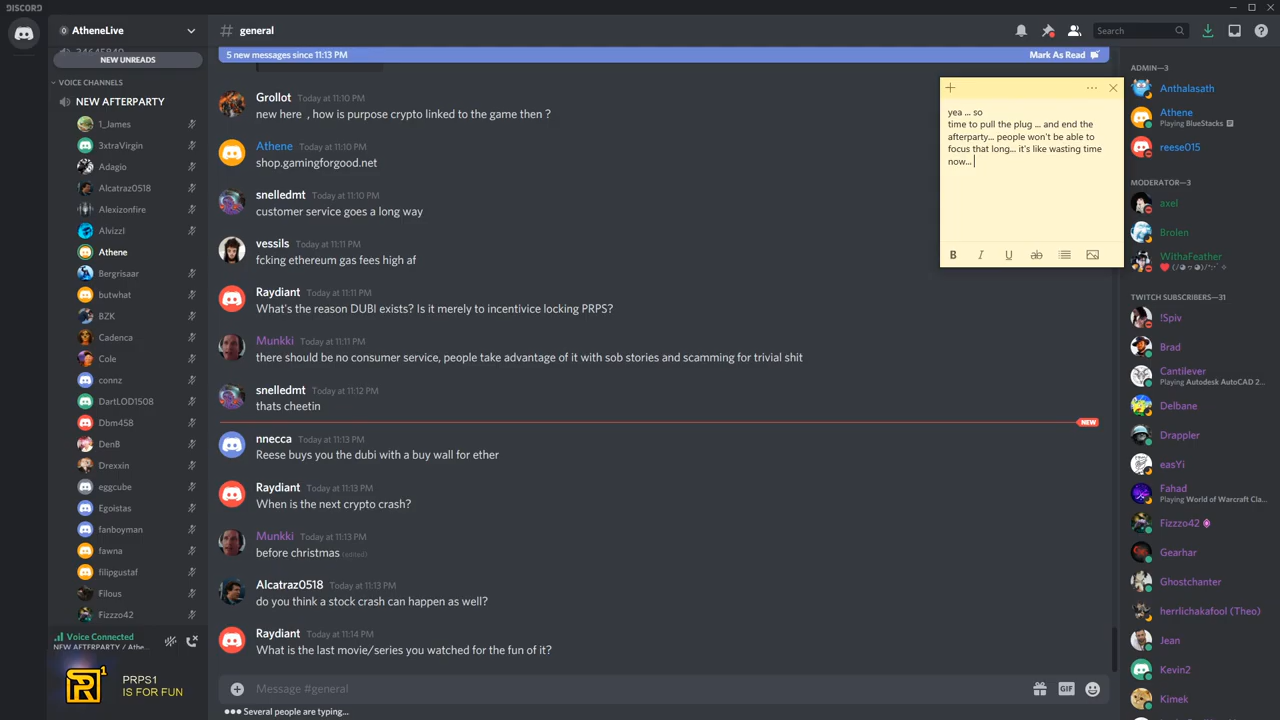 DISCORD
AtheneLive
NEW UNREADS
VOICE CHANNELS
NEW AFTERPARTY
1_James
3xtraVirgin
Adagio
Alcatraz0518
Alexizonfire
Alvizzl
Athene
Bergrisaar
butwhat
BZK
Cadenca
Cole
connz
DartLOD1508
Dbm458
DenB
Drexxin
eggcube
Egoistas
fanboyman
fawna
filipgustaf
Filous
Fizzzo42
Voice Connected
NEW AFTERPARTY / Athe...
PRPS1
IS FOR FUN
# general
Search
5 new messages since 11:13 PM
Mark As Read
Grollot Today at 11:10 PM
new here , how is purpose crypto linked to the game then ?
Athene Today at 11:10 PM
shop.gamingforgood.net
snelledmt Today at 11:10 PM
customer service goes a long way
vessils Today at 11:11 PM
fcking ethereum gas fees high af
Raydiant Today at 11:11 PM
What's the reason DUBI exists? Is it merely to incentivice locking PRPS?
Munkki Today at 11:11 PM
there should be no consumer service, people take advantage of it with sob stories and scamming for trivial shit
snelledmt Today at 11:12 PM
thats cheetin
NEW
nnecca Today at 11:13 PM
Reese buys you the dubi with a buy wall for ether
Raydiant Today at 11:13 PM
When is the next crypto crash?
Munkki Today at 11:13 PM
before christmas (edited)
Alcatraz0518 Today at 11:13 PM
do you think a stock crash can happen as well?
Raydiant Today at 11:14 PM
What is the last movie/series you watched for the fun of it?
Message #general
GIF
Several people are typing...
yea ... so
time to pull the plug ... and end the
afterparty... people won't be able to
focus that long... it's like wasting time
now...
B I U ab
ADMIN—3
Anthalasath
Athene
Playing BlueStacks
reese015
MODERATOR—3
axel
Brolen
WithaFeather
TWITCH SUBSCRIBERS—31
!Spiv
Brad
Cantilever
Playing Autodesk AutoCAD 2...
Delbane
Drappler
easYi
Fahad
Playing World of Warcraft Cla...
Fizzzo42
Gearhar
Ghostchanter
herrlichakafool (Theo)
Jean
Kevin2
Kimek